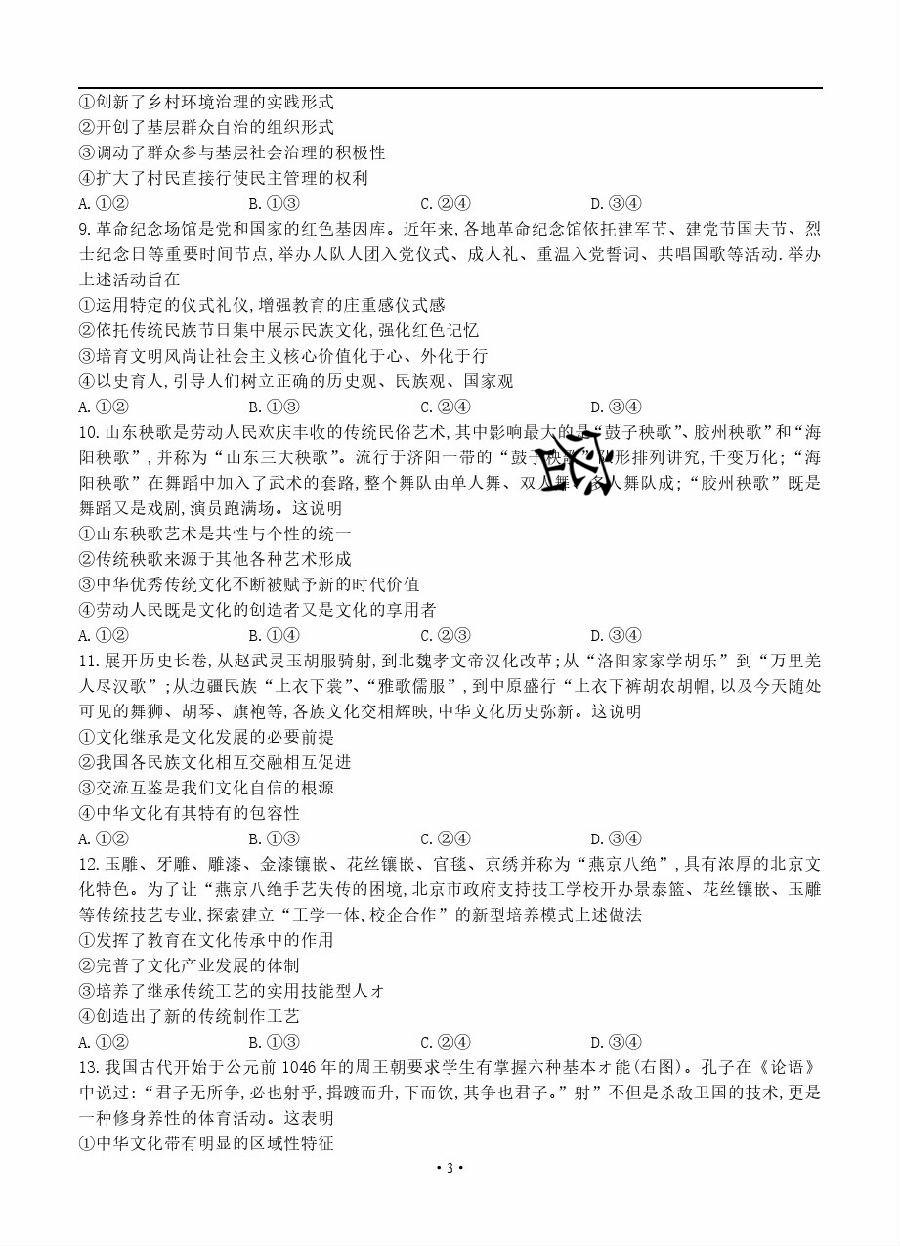 ①创新了乡村环境治理的实践形式
②开创了基层群众自治的组织形式
③调动了群众参与基层社会治理的积极性
④扩大了村民直接行使民主管理的权利
A.①② B.①③ C.②④ D.③④
9.革命纪念场馆是党和国家的红色基因库。近年来,各地革命纪念馆依托建军节、建党节国夫节、烈
士纪念日等重要时间节点,举办人队人团入党仪式、成人礼、重温入党誓词、共唱国歌等活动.举办
上述活动旨在
①运用特定的仪式礼仪,增强教育的庄重感仪式感
②依托传统民族节日集中展示民族文化,强化红色记忆
③培育文明风尚让社会主义核心价值化于心、外化于行
④以史育人,引导人们树立正确的历史观、民族观、国家观
A.①② B.①③ C.②④ D.③④
10.山东秧歌是劳动人民欢庆丰收的传统民俗艺术,其中影响最大的是“鼓子秧歌”、胶州秧歌”和“海
阳秧歌”,并称为“山东三大秧歌”。流行于济阳一带的“鼓子秧歌”队形排列讲究,千变万化;“海
阳秧歌”在舞蹈中加入了武术的套路,整个舞队由单人舞、双人舞、多人舞队成;“胶州秧歌”既是
舞蹈又是戏剧,演员跑满场。这说明
①山东秧歌艺术是共性与个性的统一
②传统秧歌来源于其他各种艺术形成
③中华优秀传统文化不断被赋予新的时代价值
④劳动人民既是文化的创造者又是文化的享用者
A.①② B.①④ C.②③ D.③④
11.展开历史长卷,从赵武灵玉胡服骑射,到北魏孝文帝汉化改革;从“洛阳家家学胡乐”到“万里羌
人尽汉歌”;从边疆民族“上衣下裳”、“雅歌儒服”,到中原盛行“上衣下裤胡农胡帽,以及今天随处
可见的舞狮、胡琴、旗袍等,各族文化交相辉映,中华文化历史弥新。这说明
①文化继承是文化发展的必要前提
②我国各民族文化相互交融相互促进
③交流互鉴是我们文化自信的根源
④中华文化有其特有的包容性
A.①② B.①③ C.②④ D.③④
12.玉雕、牙雕、雕漆、金漆镶嵌、花丝镶嵌、官毯、京绣并称为“燕京八绝”,具有浓厚的北京文
化特色。为了让“燕京八绝手艺失传的困境,北京市政府支持技工学校开办景泰篮、花丝镶嵌、玉雕
等传统技艺专业,探索建立“工学一体,校企合作”的新型培养模式上述做法
①发挥了教育在文化传承中的作用
②完普了文化产业发展的体制
③培养了继承传统工艺的实用技能型人才
④创造出了新的传统制作工艺
A.①② B.①③ C.②④ D.③④
13.我国古代开始于公元前1046年的周王朝要求学生有掌握六种基本才能(右图)。孔子在《论语》
中说过:“君子无所争,必也射乎,揖踱而升,下而饮,其争也君子。”射”不但是杀敌工国的技术,更是
一种修身养性的体育活动。这表明
①中华文化带有明显的区域性特征
·3·